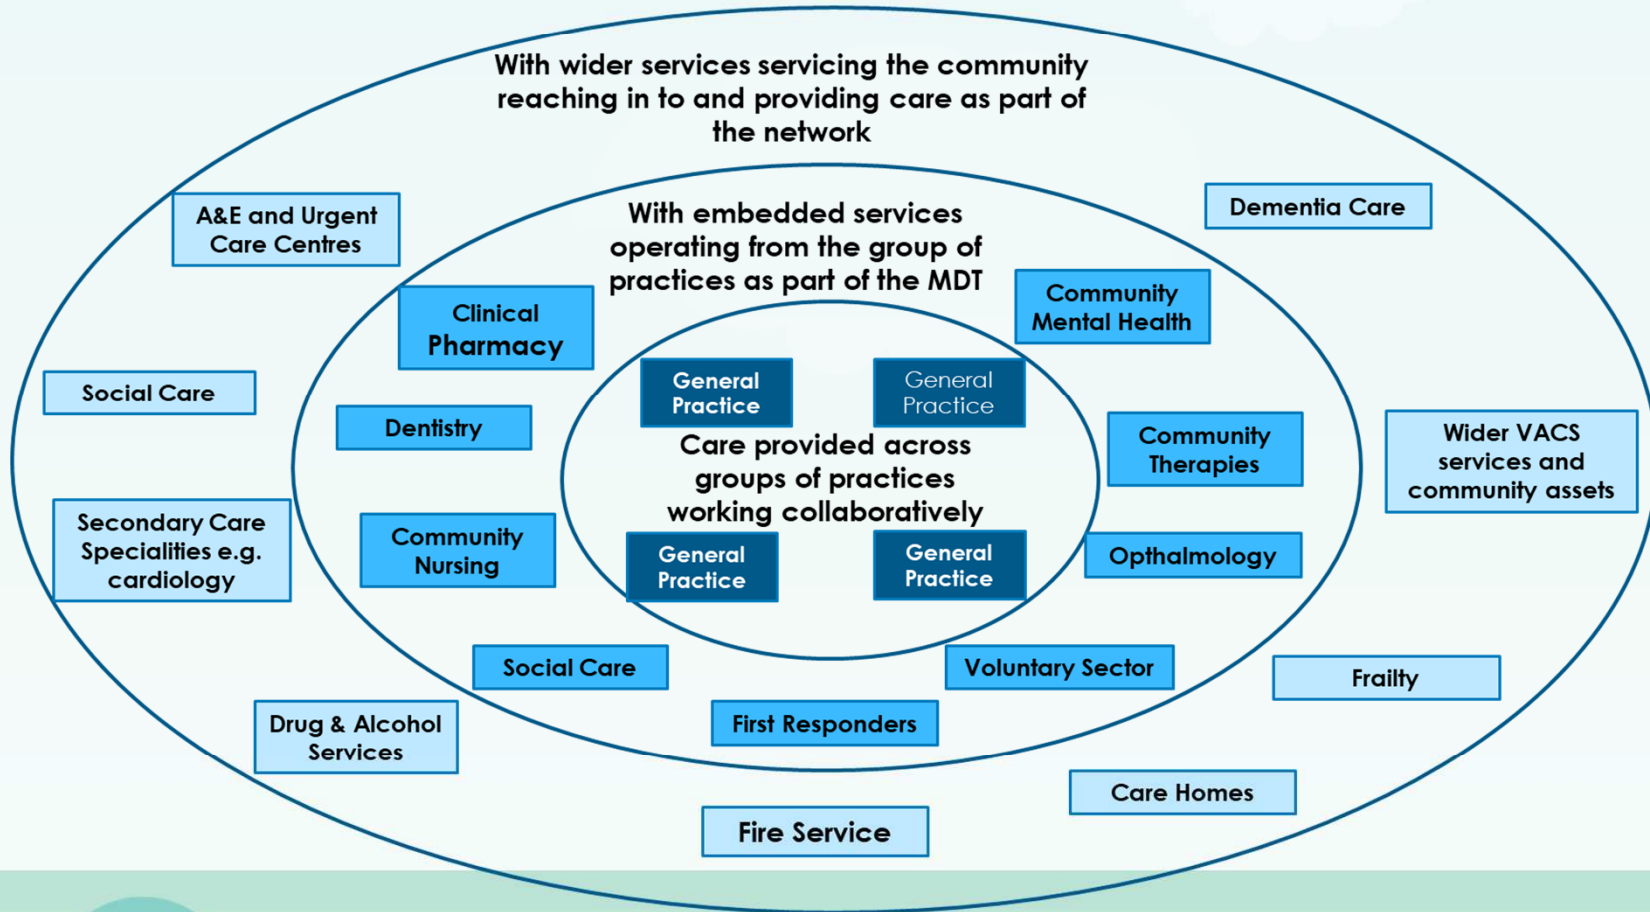 With wider services servicing the community
reaching in to and providing care as part of
the network
A&E and Urgent
Care Centres
Dementia Care
With embedded services
operating from the group of
practices as part of the MDT
Clinical
Pharmacy
Community
Mental Health
Social Care
Dentistry
General
Practice
General
Practice
Care provided across
groups of practices
working collaboratively
Community
Therapies
Wider VACS
services and
community assets
Secondary Care
Specialities e.g.
cardiology
Community
Nursing
General
Practice
General
Practice
Opthalmology
Social Care
Voluntary Sector
Frailty
Drug & Alcohol
Services
First Responders
Care Homes
Fire Service